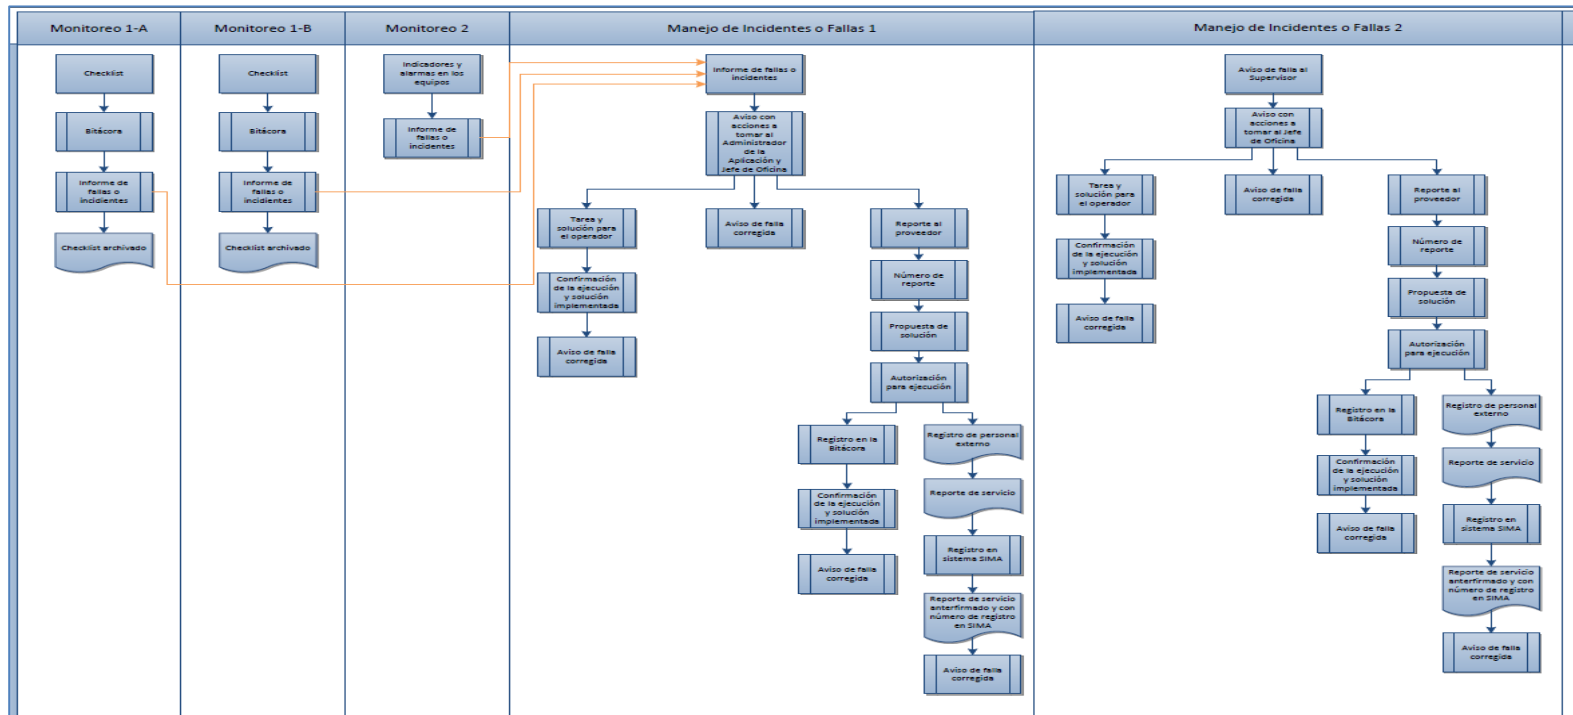 Monitoreo 1-A
Monitoreo 1-B
Monitoreo 2
Manejo de Incidentes o Fallas 1
Manejo de Incidentes o Fallas 2
Checklist
Bitácora
Informe de
fallas o
incidentes
Checklist archivado
Checklist
Bitácora
Informe de
fallas o
incidentes
Checklist archivado
Indicadores y
alarmas en los
equipos
Informe de
fallas o
incidentes
Informe de fallas o
incidentes
Aviso con
acciones a
tomar al
Administrador
de la
Aplicación y
Jefe de Oficina
Tarea y
solución para
el operador
Confirmación
de la ejecución
y solución
implementada
Aviso de falla
corregida
Aviso de falla
corregida
Reporte al
proveedor
Número de
reporte
Propuesta de
solución
Autorización
para ejecución
Registro en la
Bitácora
Confirmación
de la ejecución
y solución
implementada
Aviso de falla
corregida
Registro de personal
externo
Reporte de servicio
Registro en
sistema SIMA
Reporte de servicio
anterfirmado y con
número de registro
en SIMA
Aviso de falla
corregida
Aviso de falla al
Supervisor
Aviso con
acciones a
tomar al Jefe
de Oficina
Tarea y
solución para
el operador
Confirmación
de la ejecución
y solución
implementada
Aviso de falla
corregida
Aviso de falla
corregida
Reporte al
proveedor
Número de
reporte
Propuesta de
solución
Autorización
para ejecución
Registro en la
Bitácora
Confirmación
de la ejecución
y solución
implementada
Aviso de falla
corregida
Registro de personal
externo
Reporte de servicio
Registro en
sistema SIMA
Reporte de servicio
anterfirmado y con
número de registro
en SIMA
Aviso de falla
corregida